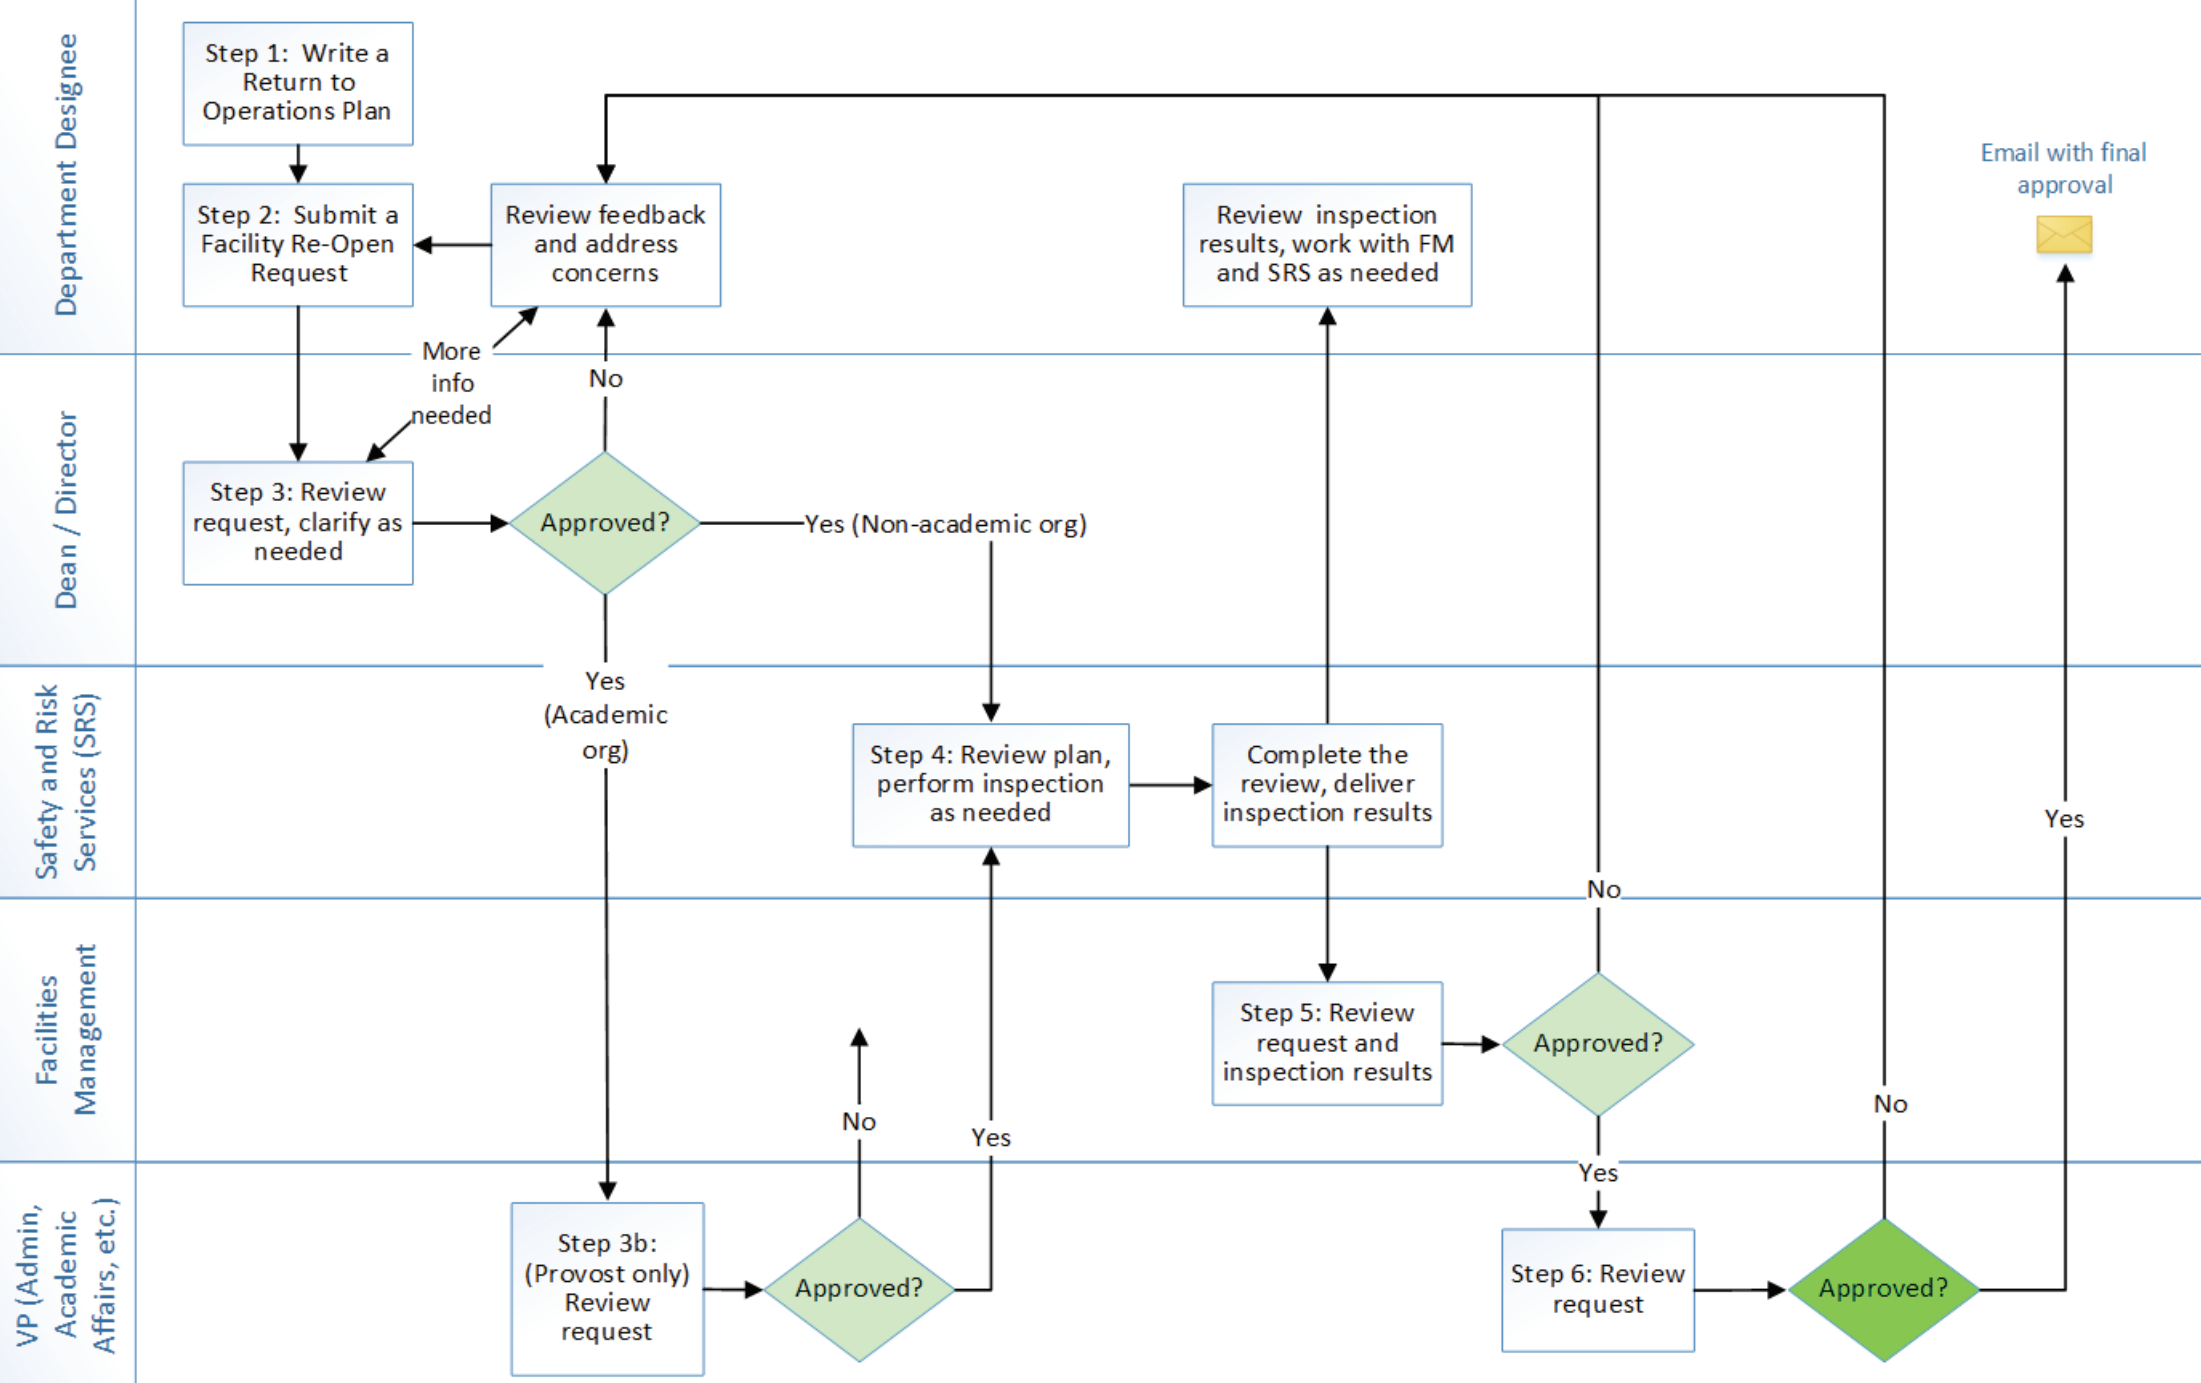 Department Designee
Step 1:  Write a
Return to
Operations Plan
Step 2:  Submit a
Facility Re-Open
Request
Review feedback
and address
concerns
Review  inspection
results, work with FM
and SRS as needed
Email with final
approval
More
info
needed
No
Dean / Director
Step 3: Review
request, clarify as
needed
Approved?
Yes (Non-academic org)
Yes
(Academic
org)
Safety and Risk
Services (SRS)
Step 4: Review plan,
perform inspection
as needed
Complete the
review, deliver
inspection results
Yes
No
Facilities
Management
Step 5: Review
request and
inspection results
Approved?
No
No
Yes
Yes
VP (Admin,
Academic
Affairs, etc.)
Step 3b:
(Provost only)
Review
request
Approved?
Step 6: Review
request
Approved?